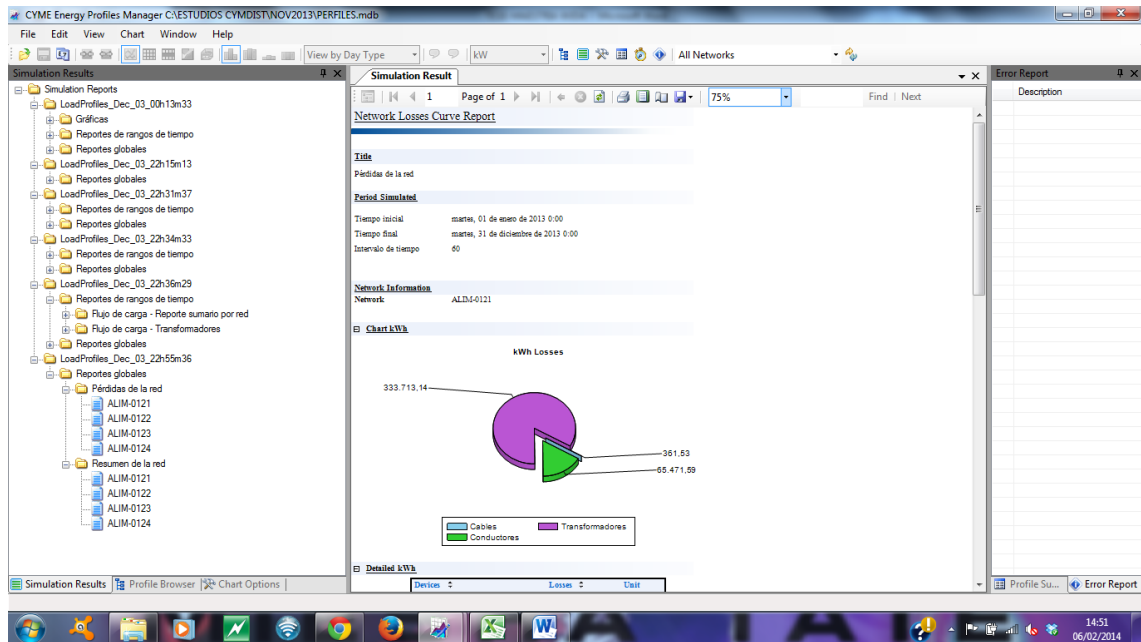 CYME Energy Profiles Manager C:\ESTUDIOS CYMDIST\NOV2013\PERFILES.mdb
File Edit View Chart Window Help
View by Day Type kW All Networks
Simulation Results
Simulation Reports
LoadProfiles_Dec_03_00h13m33
Gráficas
Reportes de rangos de tiempo
Reportes globales
LoadProfiles_Dec_03_22h15m13
Reportes globales
LoadProfiles_Dec_03_22h31m37
Reportes de rangos de tiempo
Reportes globales
LoadProfiles_Dec_03_22h34m33
Reportes de rangos de tiempo
Reportes globales
LoadProfiles_Dec_03_22h36m29
Reportes de rangos de tiempo
Flujo de carga - Reporte sumario por red
Flujo de carga - Transformadores
Reportes globales
LoadProfiles_Dec_03_22h55m36
Reportes globales
Pérdidas de la red
ALIM-0121
ALIM-0122
ALIM-0123
ALIM-0124
Resumen de la red
ALIM-0121
ALIM-0122
ALIM-0123
ALIM-0124
Simulation Results Profile Browser Chart Options
Simulation Result
1 Page of 1 75% Find | Next
Network Losses Curve Report
Title
Pérdidas de la red
Period Simulated
Tiempo inicial martes, 01 de enero de 2013 0:00
Tiempo final martes, 31 de diciembre de 2013 0:00
Intervalo de tiempo 60
Network Information
Network ALIM-0121
Chart kWh
kWh Losses
333.713,14
361,53
65.471,59
Cables Transformadores
Conductores
Detailed kWh
Devices Losses Unit
Error Report
Description
Profile Su... Error Report
14:51
06/02/2014